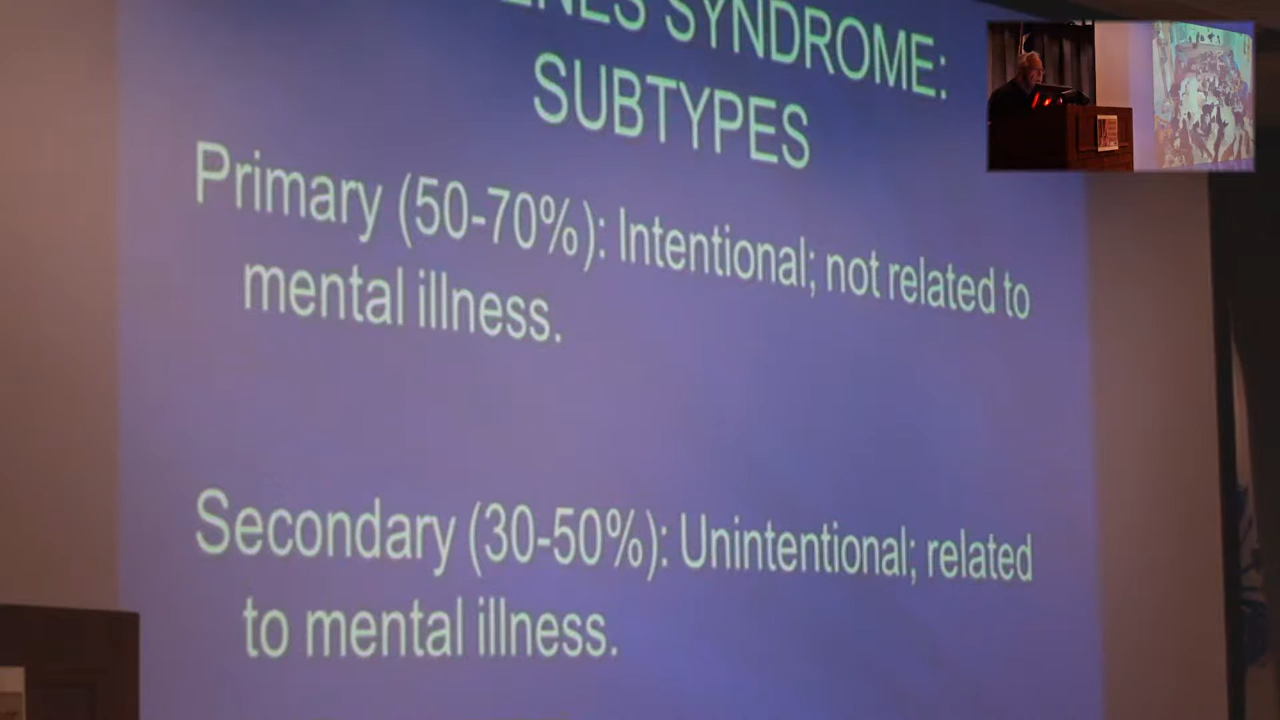 SYNDROME:
SUBTYPES
Primary (50-70%): Intentional; not related to
mental illness.
Secondary (30-50%): Unintentional; related
to mental illness.